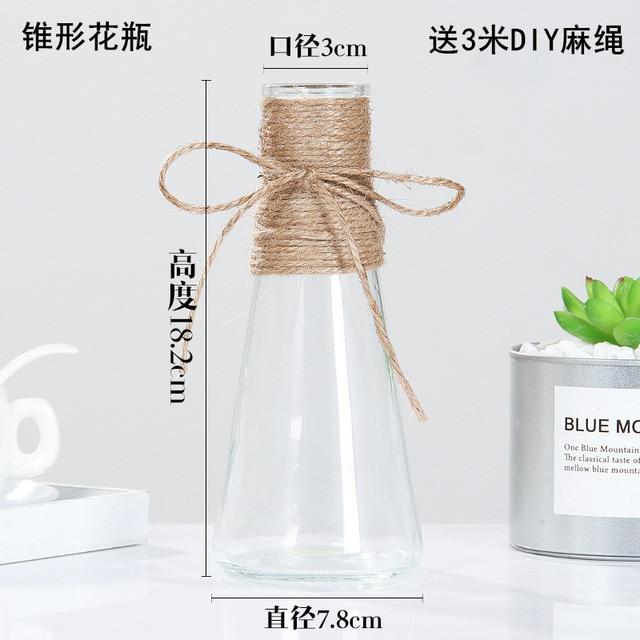 锥形花瓶
口径3cm
送3米DIY麻绳
高度18.2cm
直径7.8cm
BLUE MO
One Blue Mountain
The classical taste of
mellow blue mounta